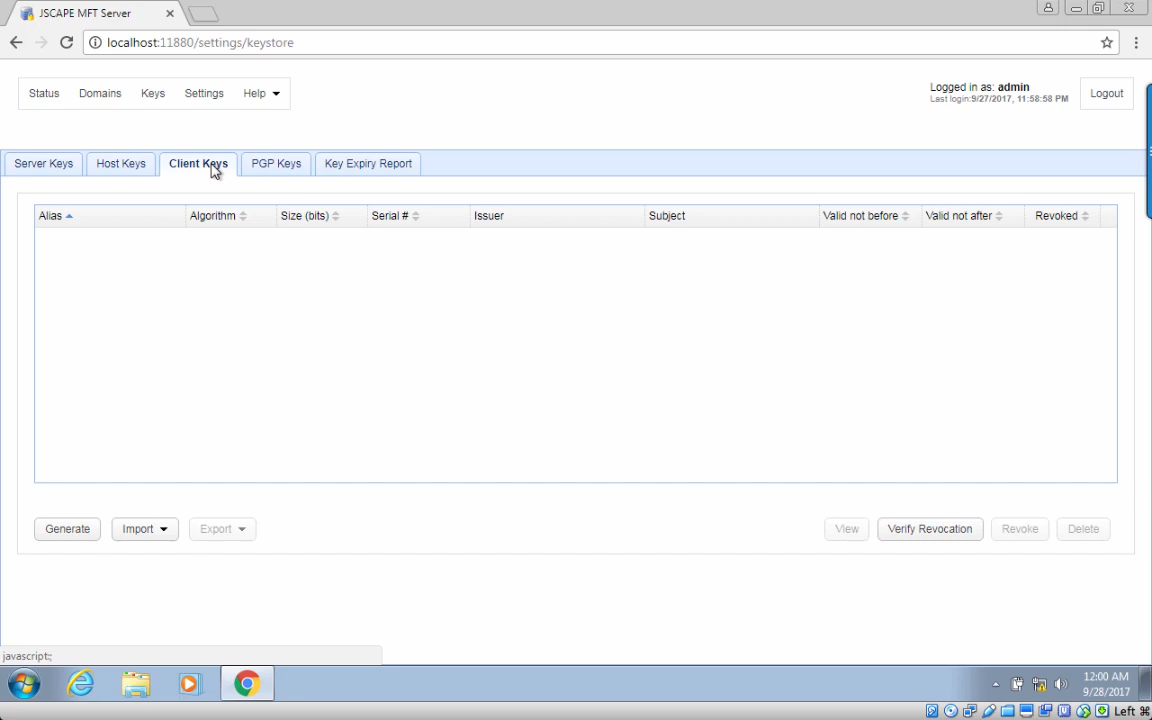 JSCAPE MFT Server
localhost:11880/settings/keystore
Status Domains Keys Settings Help
Logged in as: admin
Last login:9/27/2017, 11:58:58 PM
Logout
Server Keys Host Keys Client Keys PGP Keys Key Expiry Report
Alias Algorithm Size (bits) Serial # Issuer Subject Valid not before Valid not after Revoked
Generate Import Export View Verify Revocation Revoke Delete
javascript:;
12:00 AM
9/28/2017
Left ⌘